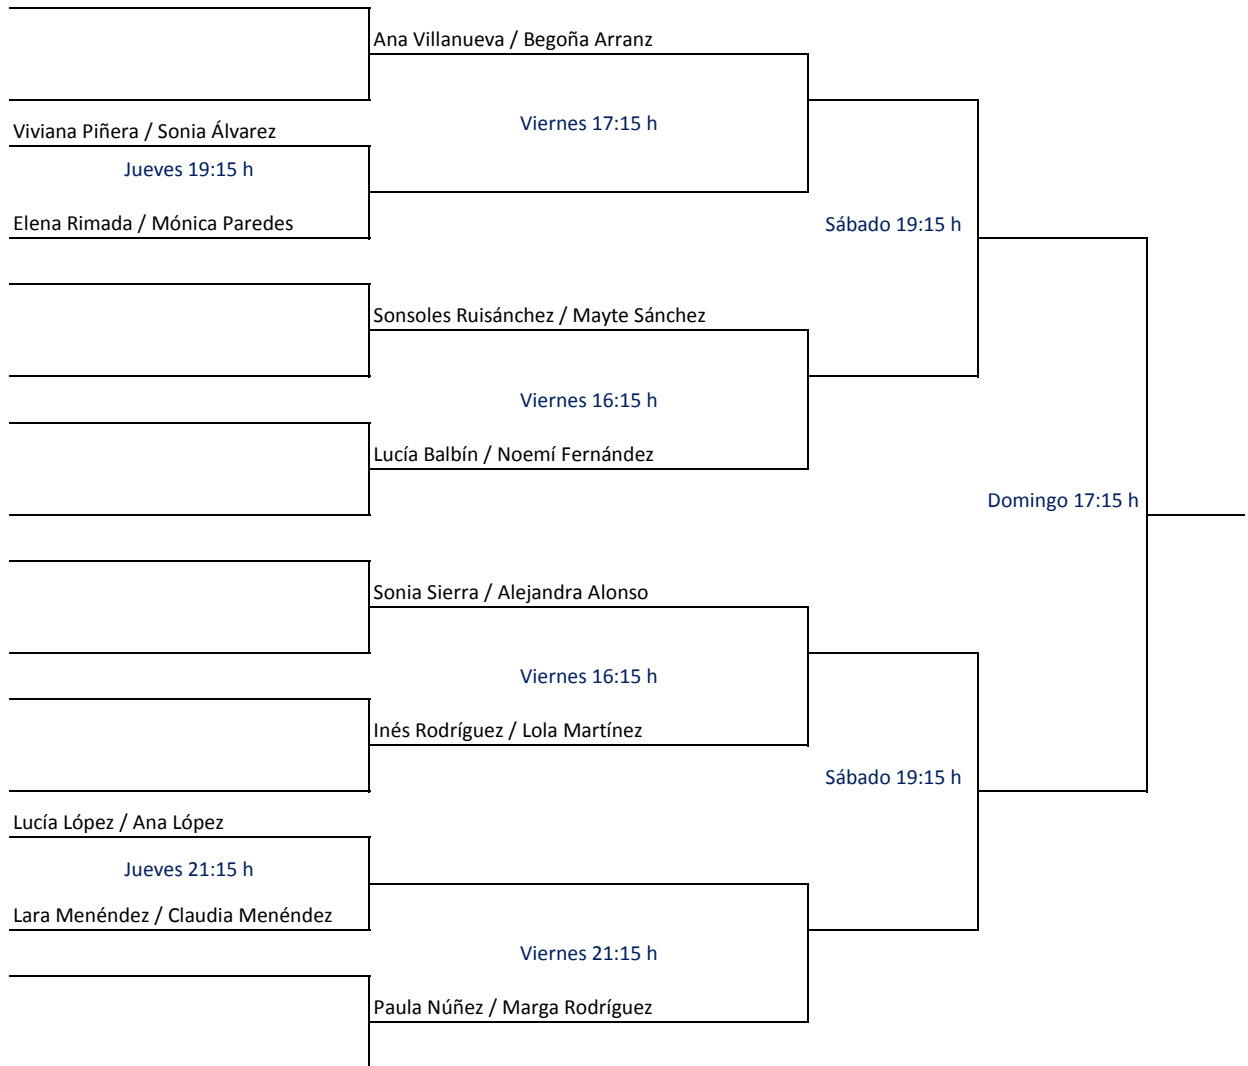 Ana Villanueva / Begoña Arranz
Viernes 17:15 h
Viviana Piñera / Sonia Álvarez
Jueves 19:15 h
Elena Rimada / Mónica Paredes
Sábado 19:15 h
Sonsoles Ruisánchez / Mayte Sánchez
Viernes 16:15 h
Lucía Balbín / Noemí Fernández
Domingo 17:15 h
Sonia Sierra / Alejandra Alonso
Viernes 16:15 h
Inés Rodríguez / Lola Martínez
Sábado 19:15 h
Lucía López / Ana López
Jueves 21:15 h
Lara Menéndez / Claudia Menéndez
Viernes 21:15 h
Paula Núñez / Marga Rodríguez